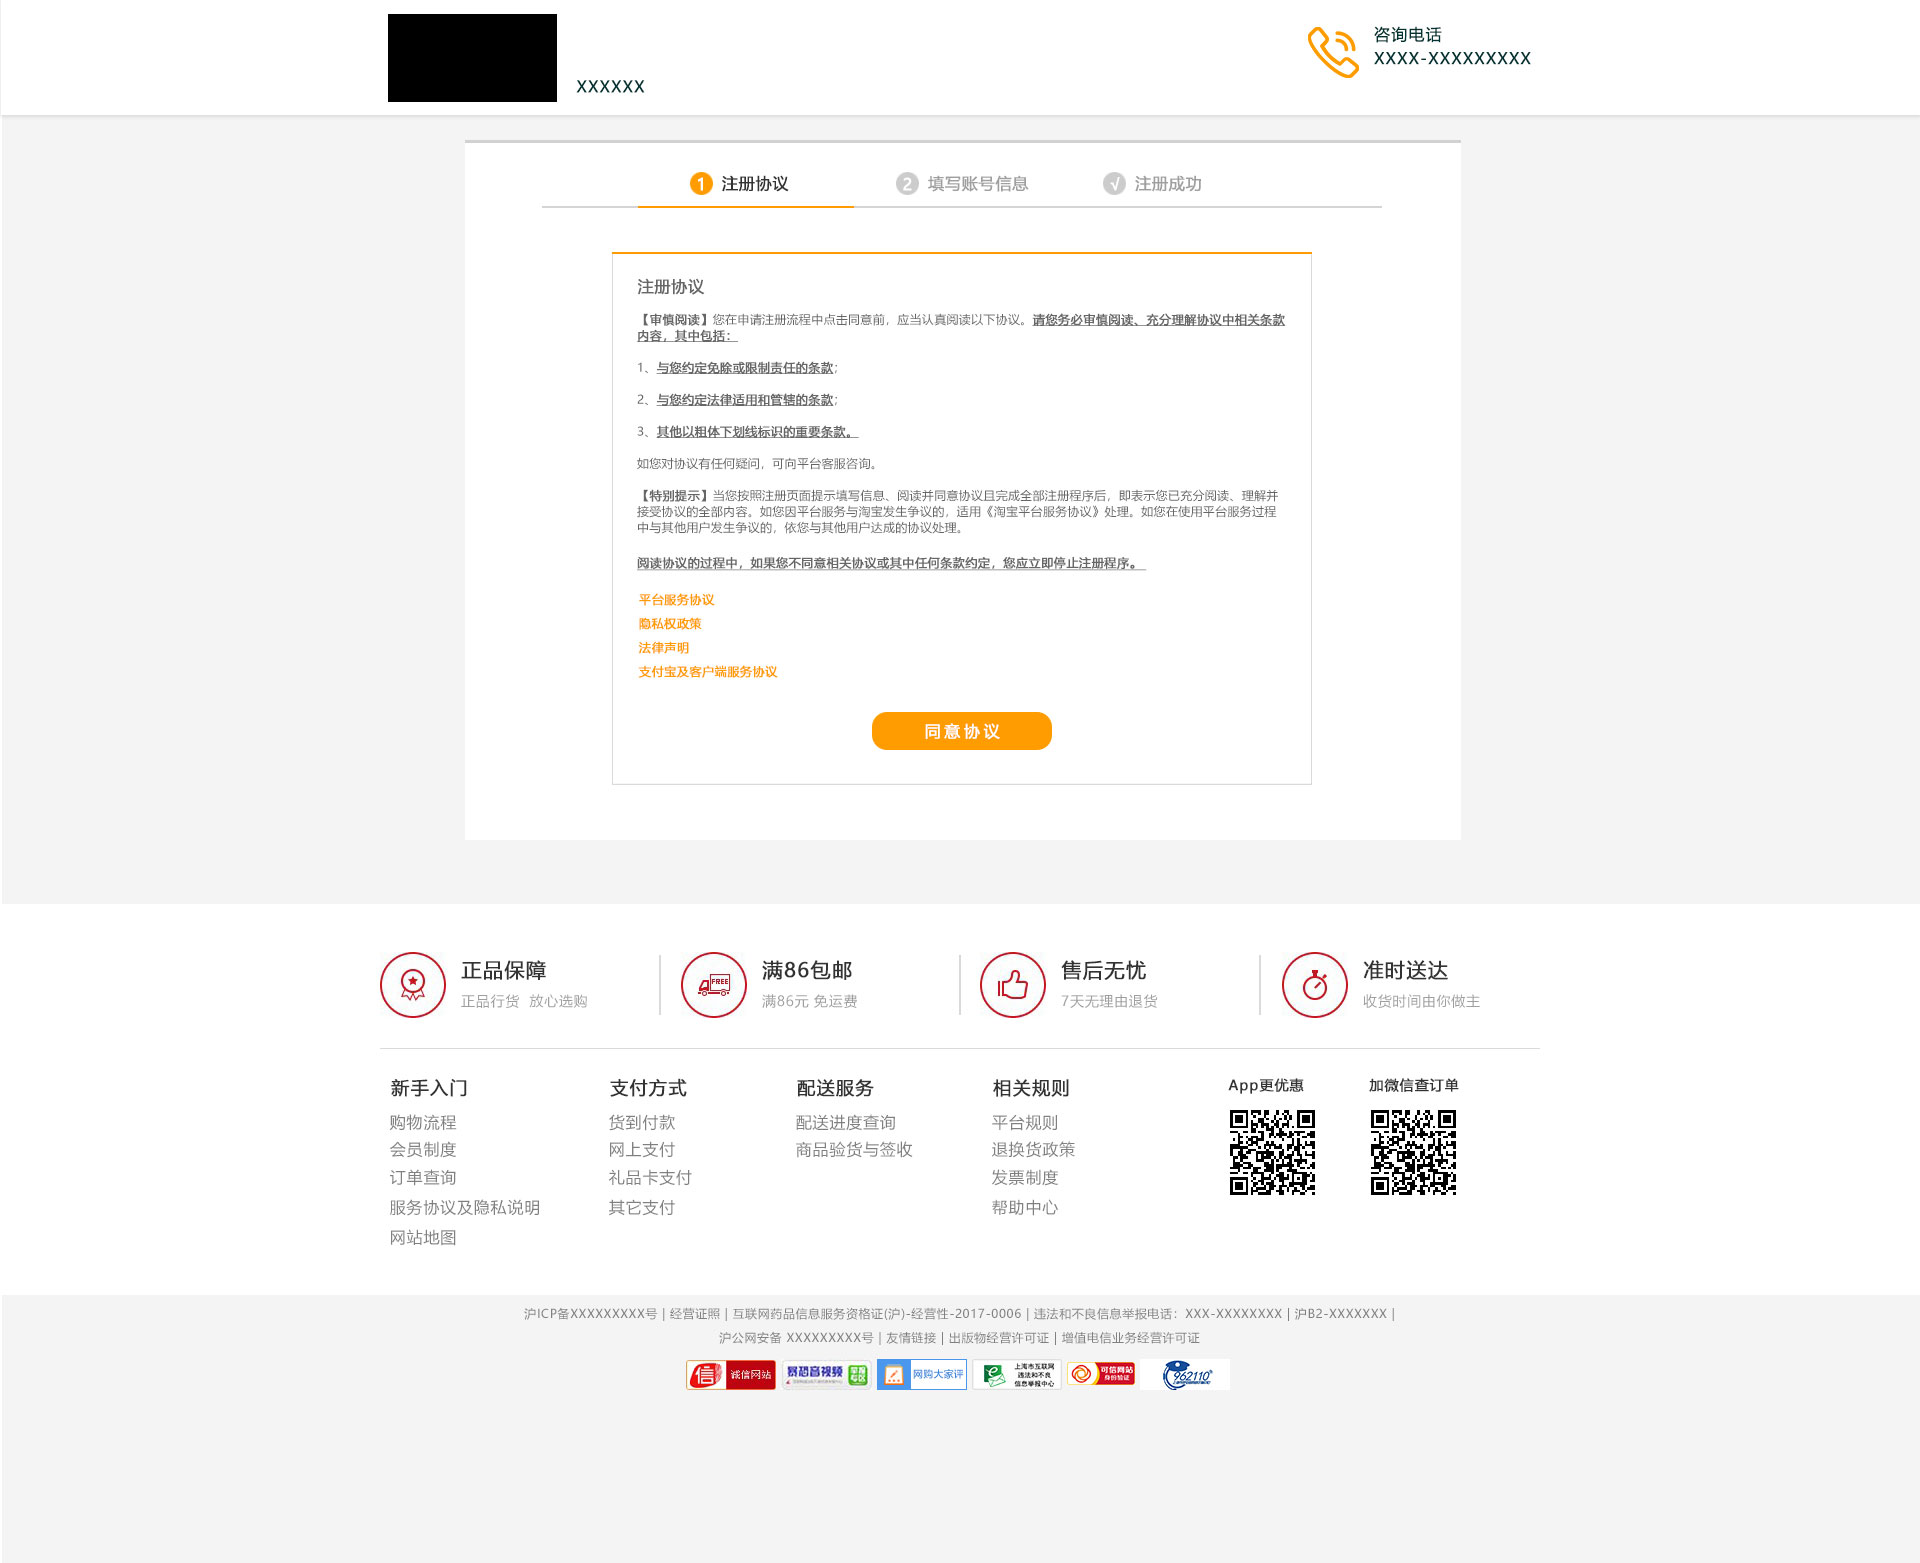 XXXXXX
咨询电话
XXXX-XXXXXXXXX
1 注册协议
2 填写账号信息
√ 注册成功
注册协议
【审慎阅读】您在申请注册流程中点击同意前，应当认真阅读以下协议。请您务必审慎阅读、充分理解协议中相关条款
内容，其中包括：
1、与您约定免除或限制责任的条款；
2、与您约定法律适用和管辖的条款；
3、其他以粗体下划线标识的重要条款。
如您对协议有任何疑问，可向平台客服咨询。
【特别提示】当您按照注册页面提示填写信息、阅读并同意协议且完成全部注册程序后，即表示您已充分阅读、理解并
接受协议的全部内容。如您因平台服务与淘宝发生争议的，适用《淘宝平台服务协议》处理。如您在使用平台服务过程
中与其他用户发生争议的，依您与其他用户达成的协议处理。
阅读协议的过程中，如果您不同意相关协议或其中任何条款约定，您应立即停止注册程序。
平台服务协议
隐私权政策
法律声明
支付宝及客户端服务协议
同意协议
正品保障
正品行货 放心选购
FREE
满86包邮
满86元 免运费
售后无忧
7天无理由退货
准时送达
收货时间由你做主
新手入门
购物流程
会员制度
订单查询
服务协议及隐私说明
网站地图
支付方式
货到付款
网上支付
礼品卡支付
其它支付
配送服务
配送进度查询
商品验货与签收
相关规则
平台规则
退换货政策
发票制度
帮助中心
App更优惠
加微信查订单
沪ICP备XXXXXXXXX号 | 经营证照 | 互联网药品信息服务资格证(沪)-经营性-2017-0006 | 违法和不良信息举报电话：XXX-XXXXXXXX | 沪B2-XXXXXXX |
沪公网安备 XXXXXXXXX号 | 友情链接 | 出版物经营许可证 | 增值电信业务经营许可证
信 诚信网站
暴恐音视频
网购大家评
上海市互联网
违法和不良
信息举报中心
可信网站
身份验证
962110